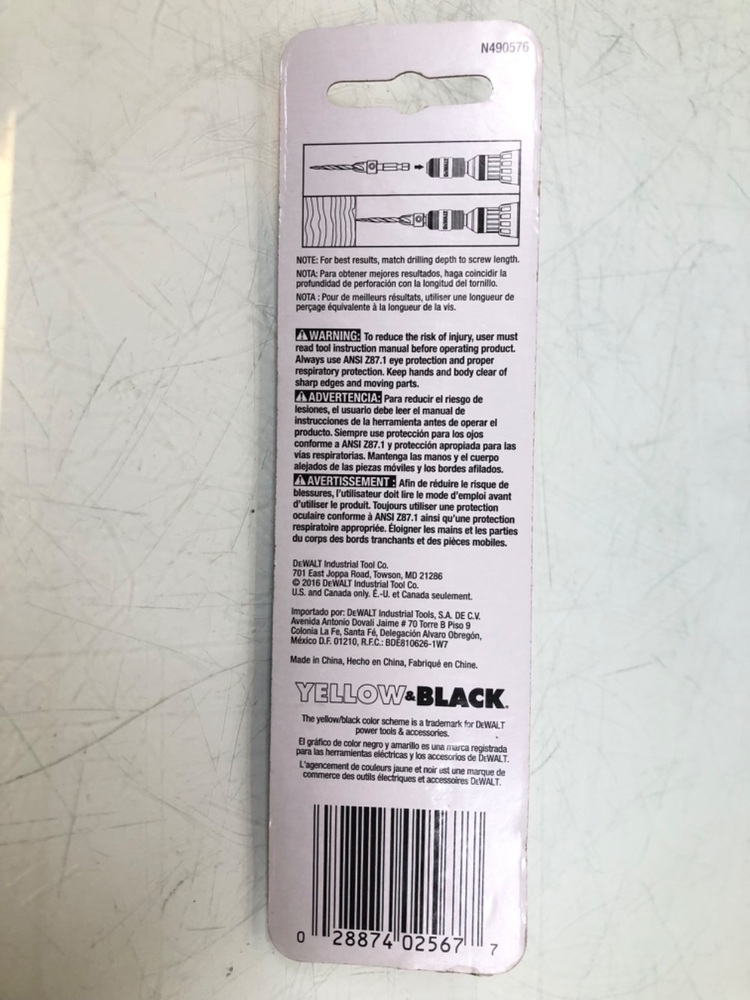 N490576
NOTE: For best results, match drilling depth to screw length.
NOTA: Para obtener mejores resultados, haga coincidir la
profundidad de perforación con la longitud del tornillo.
NOTA : Pour de meilleurs résultats, utiliser une longueur de
perçage équivalente à la longueur de la vis.
WARNING: To reduce the risk of injury, user must
read tool instruction manual before operating product.
Always use ANSI Z87.1 eye protection and proper
respiratory protection. Keep hands and body clear of
sharp edges and moving parts.
ADVERTENCIA: Para reducir el riesgo de
lesiones, el usuario debe leer el manual de
instrucciones de la herramienta antes de operar el
producto. Siempre use protección para los ojos
conforme a ANSI Z87.1 y protección apropiada para las
vías respiratorias. Mantenga las manos y el cuerpo
alejados de las piezas móviles y los bordes afilados.
AVERTISSEMENT : Afin de réduire le risque de
blessures, l'utilisateur doit lire le mode d'emploi avant
d'utiliser le produit. Toujours utiliser une protection
oculaire conforme à ANSI Z87.1 ainsi qu'une protection
respiratoire appropriée. Éloigner les mains et les parties
du corps des bords tranchants et des pièces mobiles.
DEWALT Industrial Tool Co.
701 East Joppa Road, Towson, MD 21286
© 2016 DEWALT Industrial Tool Co.
U.S. and Canada only. É.-U. et Canada seulement.
Importado por: DEWALT Industrial Tools, S.A. DE C.V.
Avenida Antonio Dovali Jaime # 70 Torre B Piso 9
Colonia La Fe, Santa Fé, Delegación Alvaro Obregón,
México D.F. 01210, R.F.C.: BDE810626-1W7
Made in China, Hecho en China, Fabriqué en Chine.
YELLOW&BLACK.
The yellow/black color scheme is a trademark for DEWALT
power tools & accessories.
El gráfico de color negro y amarillo es una marca registrada
para las herramientas eléctricas y los accesorios de DEWALT.
L'agencement de couleurs jaune et noir est une marque de
commerce des outils électriques et accessoires DEWALT.
0 28874 02567 7